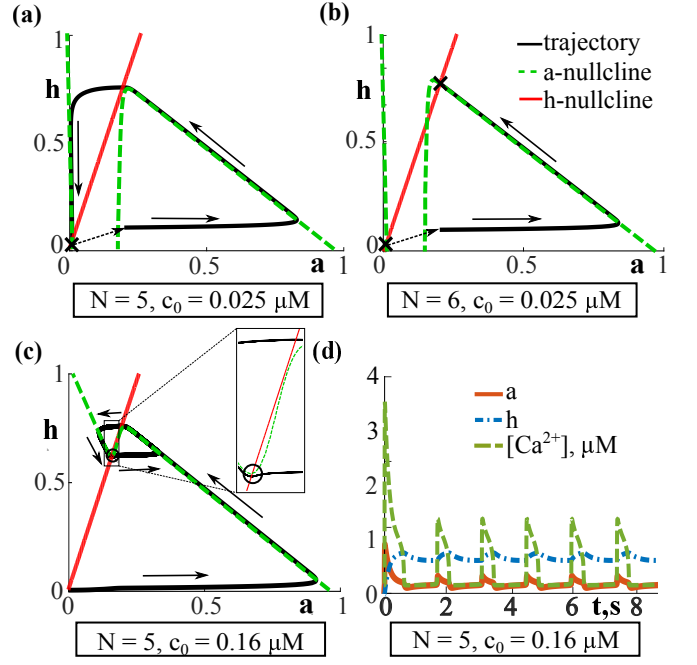 (a)
1
h
0.5
0
0
0.5
a
1
N = 5, c₀ = 0.025 μM
(b)
trajectory
a-nullcline
h-nullcline
1
h
0.5
0
0
0.5
a
1
N = 6, c₀ = 0.025 μM
(c)
1
h
0.5
0
0
0.5
a
1
N = 5, c₀ = 0.16 μM
(d)
4
3
2
1
0
a
h
[Ca²⁺], μM
0
2
4
6
t,s
8
N = 5, c₀ = 0.16 μM